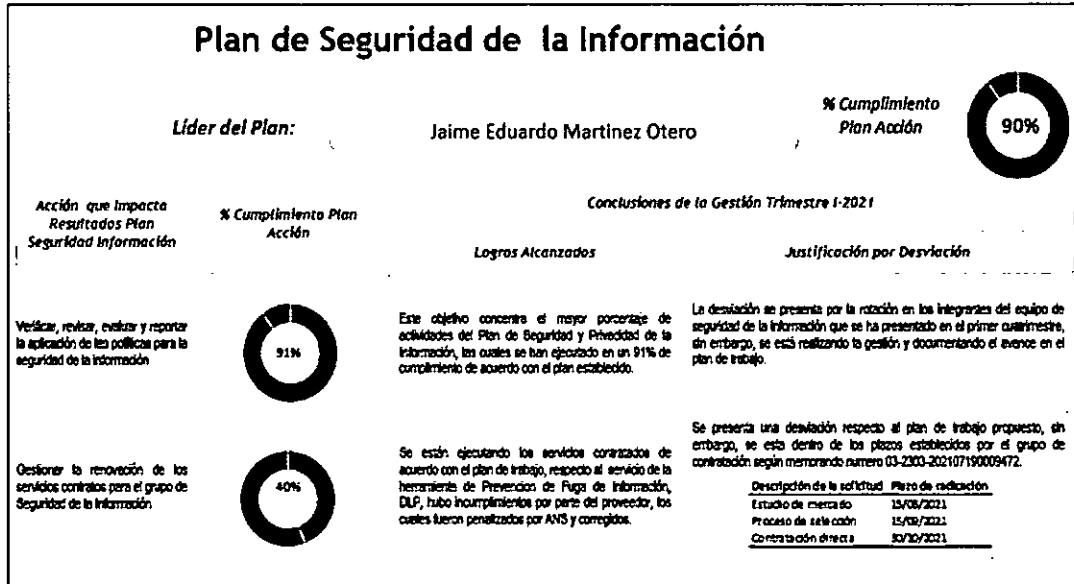 Plan de Seguridad de la Información
Líder del Plan:
Jaime Eduardo Martinez Otero
% Cumplimiento
Plan Acción
90%
Acción que Impacta
Resultados Plan
Seguridad Información
% Cumplimiento Plan
Acción
Conclusiones de la Gestión Trimestre I-2021
Logros Alcanzados
Justificación por Desviación
Verificar, revisar, evaluar y reportar
la aplicación de las políticas para la
seguridad de la información
91%
Este objetivo concentra el mayor porcentaje de
actividades del Plan de Seguridad y Privacidad de la
Información, las cuales se han ejecutado en un 91% de
cumplimiento de acuerdo con el plan establecido.
La desviación se presenta por la rotación en los integrantes del equipo de
seguridad de la información que se ha presentado en el primer cuatrimestre,
sin embargo, se está realizando la gestión y documentando el avance en el
plan de trabajo.
Gestionar la renovación de los
servicios contratos para el grupo de
Seguridad de la Información
40%
Se están ejecutando los servicios contratados de
acuerdo con el plan de trabajo, respecto al servicio de la
herramienta de Prevencion de Fuga de Información,
DLP, hubo incumplimientos por parte del proveedor, los
cuales fueron penalizados por ANS y corregidos.
Se presenta una desviación respecto al plan de trabajo propuesto, sin
embargo, se esta dentro de los plazos establecidos por el grupo de
contratación según memorando numero 03-2303-202107190009472.
Descripción de la solicitud Plazo de radicación
Estudio de mercado
Proceso de selección
Contratación directa